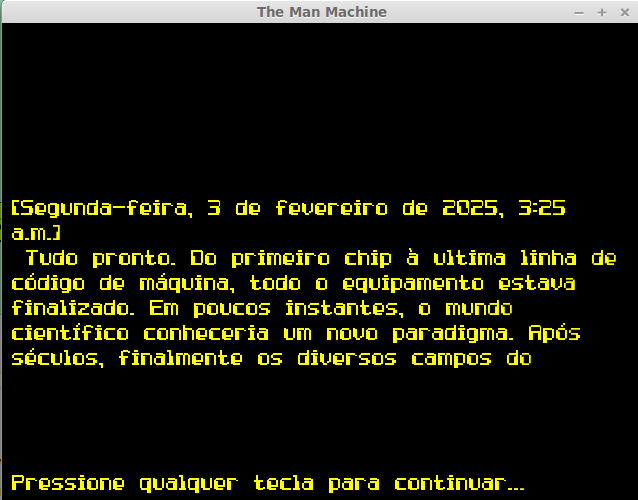 The Man Machine
[Segunda-feira, 3 de fevereiro de 2025, 3:25
a.m.]
Tudo pronto. Do primeiro chip à ultima linha de
código de máquina, todo o equipamento estava
finalizado. Em poucos instantes, o mundo
científico conheceria um novo paradigma. Após
séculos, finalmente os diversos campos do
Pressione qualquer tecla para continuar...